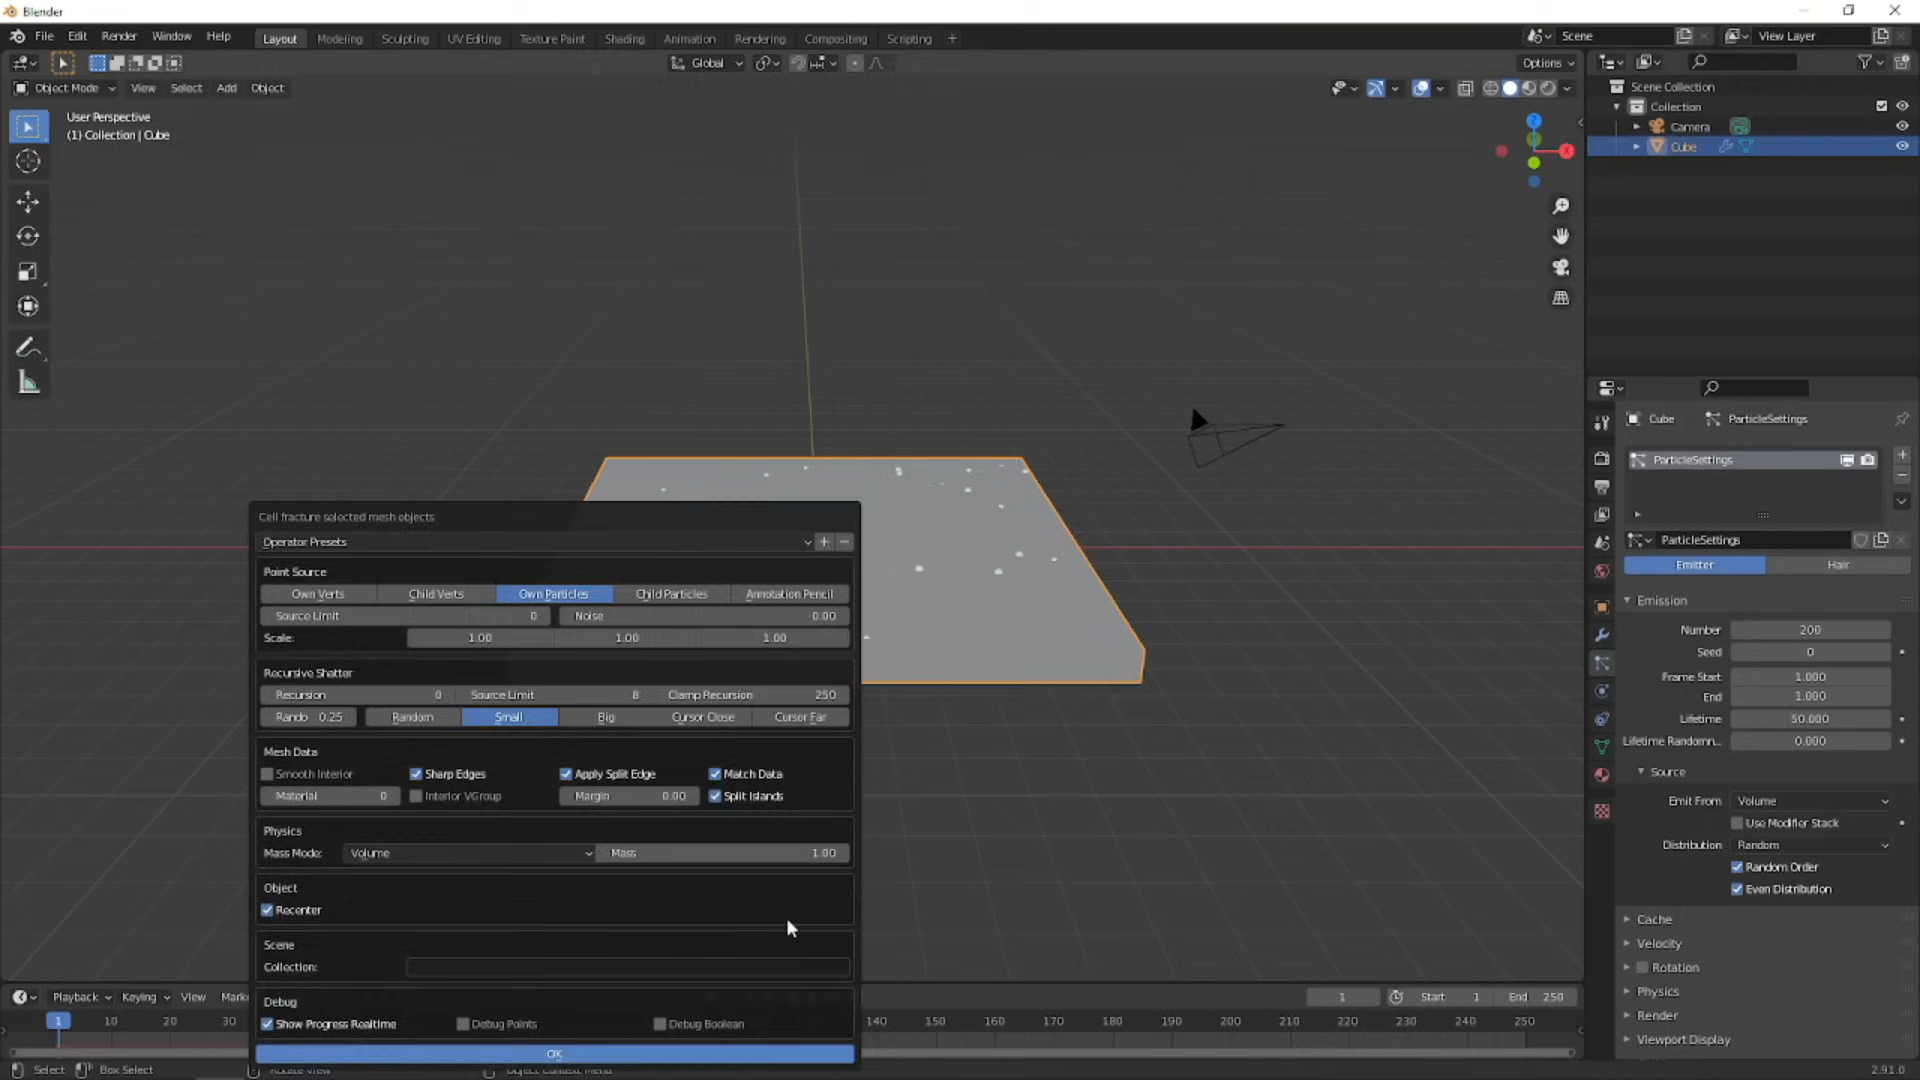 Blender
File Edit Render Window Help Layout Modeling Sculpting UV Editing Texture Paint Shading Animation Rendering Compositing Scripting + Scene View Layer
Global Options
Object Mode View Select Add Object
User Perspective
(1) Collection | Cube
Z
X
Scene Collection
Collection
Camera
Cube
Cube ParticleSettings
ParticleSettings
ParticleSettings
Emitter Hair
Emission
Number 200
Seed 0
Frame Start 1.000
End 1.000
Lifetime 50.000
Lifetime Randomn... 0.000
Source
Emit From Volume
Use Modifier Stack
Distribution Random
Random Order
Even Distribution
Cache
Velocity
Rotation
Physics
Render
Viewport Display
Cell fracture selected mesh objects
Operator Presets
Point Source
Own Verts Child Verts Own Particles Child Particles Annotation Pencil
Source Limit 0 Noise 0.00
Scale: 1.00 1.00 1.00
Recursive Shatter
Recursion 0 Source Limit 8 Clamp Recursion 250
Rando 0.25 Random Small Big Cursor Close Cursor Far
Mesh Data
Smooth Interior Sharp Edges Apply Split Edge Match Data
Material 0 Interior VGroup Margin 0.00 Split Islands
Physics
Mass Mode: Volume Mass 1.00
Object
Recenter
Scene
Collection:
Debug
Show Progress Realtime Debug Points Debug Boolean
OK
Playback Keying View Mark 1 Start 1 End 250
1 10 20 30 140 150 160 170 180 190 200 210 220 230 240 250
Select Box Select Rotate View Object Context Menu 2.91.0